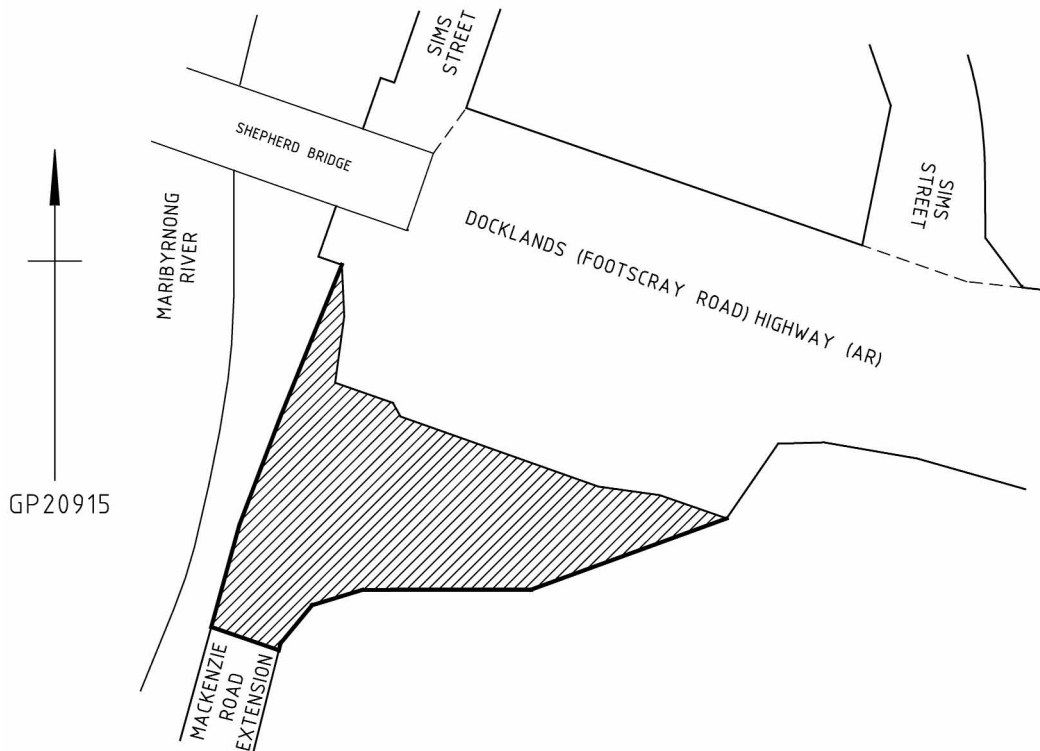 SIMS
STREET
SHEPHERD BRIDGE
SIMS
STREET
MARIBYRNONG
RIVER
DOCKLANDS (FOOTSCRAY ROAD) HIGHWAY (AR)
GP20915
MACKENZIE
ROAD
EXTENSION